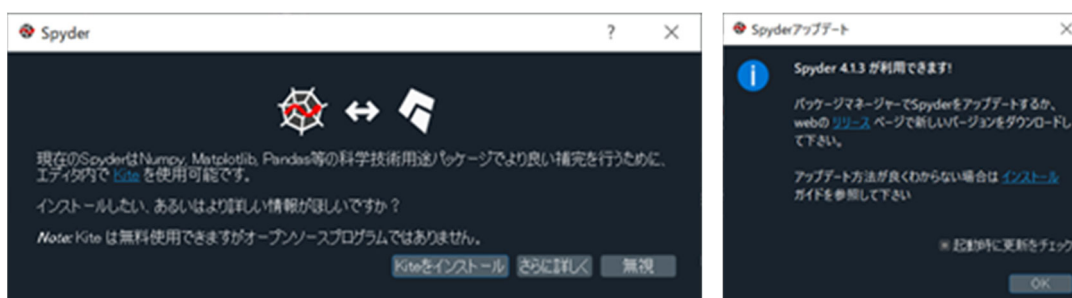 Spyder
現在のSpyderはNumpy, Matplotlib, Pandas等の科学技術用途パッケージでより良い補完を行うために、
エディタ内で Kite を使用可能です。
インストールしたい、あるいはより詳しい情報がほしいですか？
Note: Kite は無料使用できますがオープンソースプログラムではありません。
Kiteをインストール さらに詳しく 無視
Spyderアップデート
Spyder 4.1.3 が利用できます!
パッケージマネージャーでSpyderをアップデートするか、
webの リリース ページで新しいバージョンをダウンロードし
て下さい。
アップデート方法が良くわからない場合は インストール
ガイドを参照して下さい
起動時に更新をチェック
OK